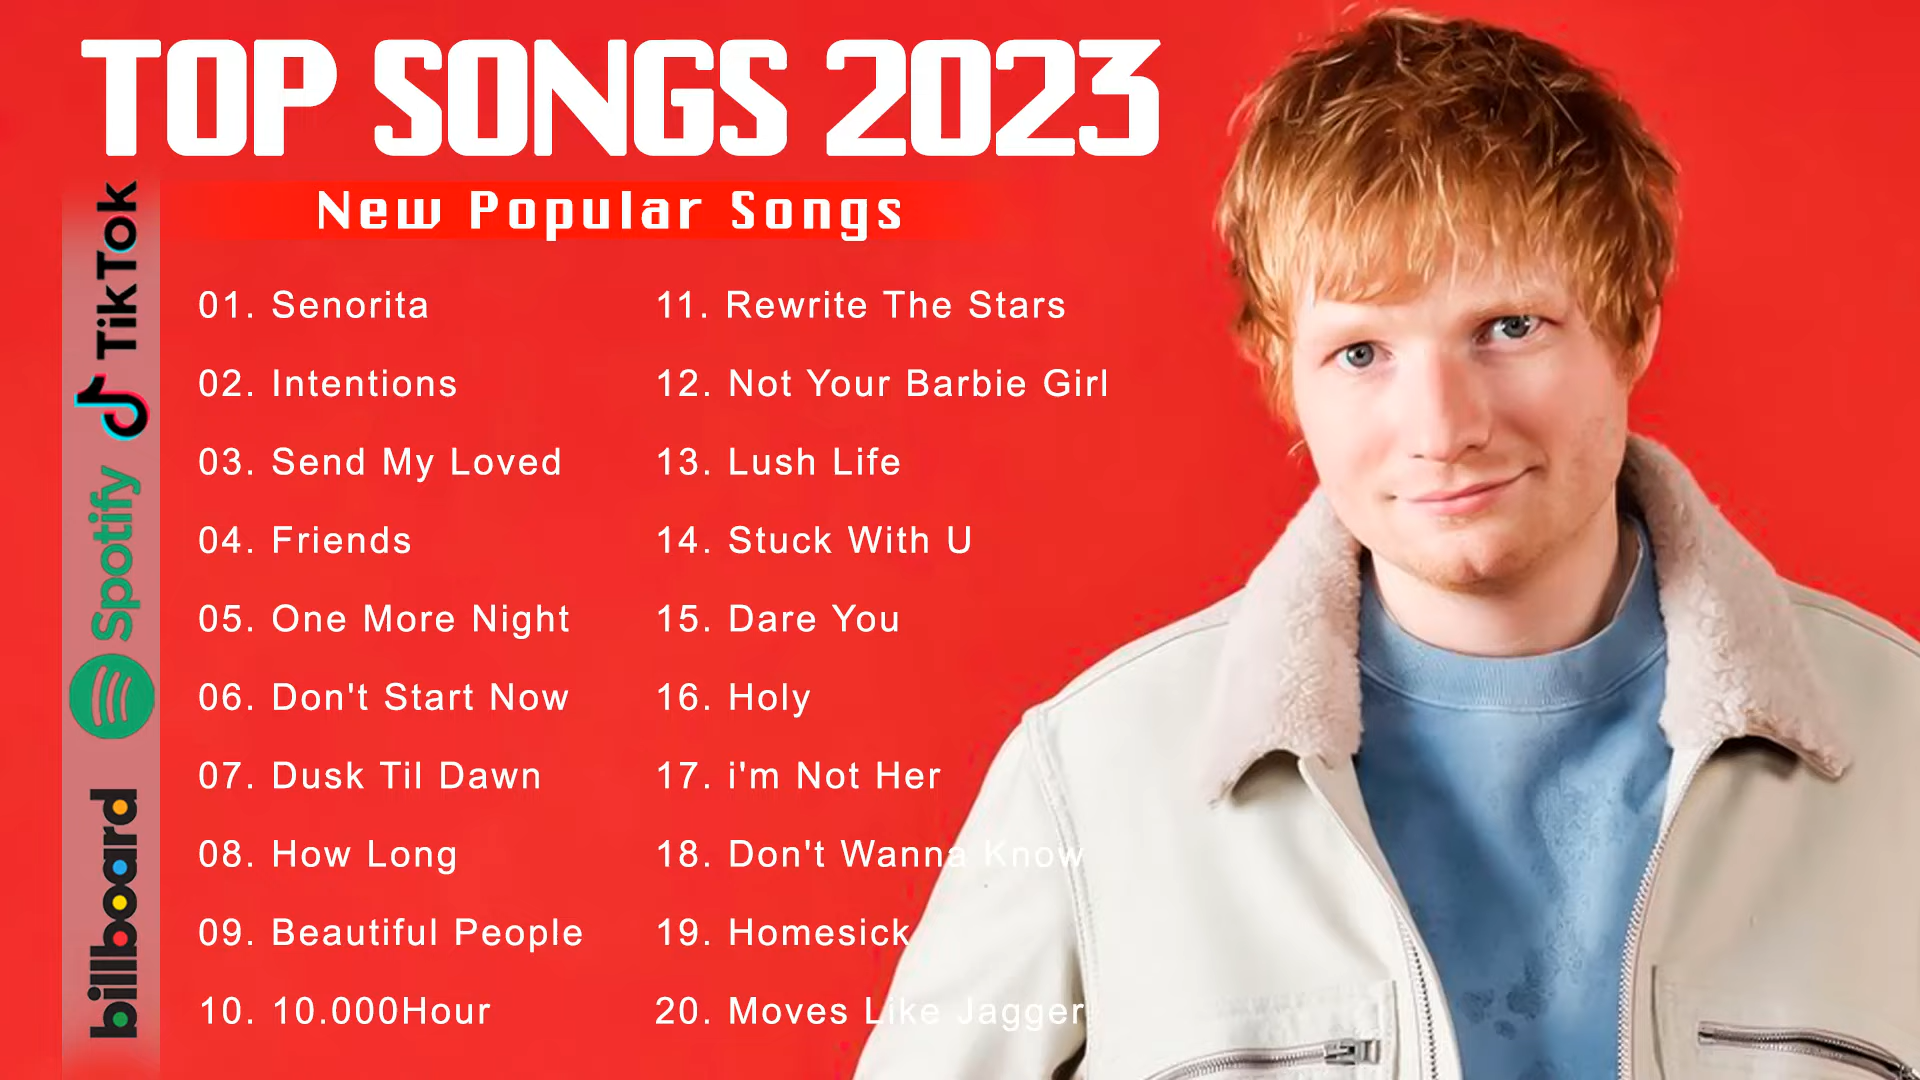 TOP SONGS 2023
New Popular Songs
TikTok
Spotify
billboard
01. Senorita
02. Intentions
03. Send My Loved
04. Friends
05. One More Night
06. Don't Start Now
07. Dusk Til Dawn
08. How Long
09. Beautiful People
10. 10.000Hour
11. Rewrite The Stars
12. Not Your Barbie Girl
13. Lush Life
14. Stuck With U
15. Dare You
16. Holy
17. i'm Not Her
18. Don't Wanna Know
19. Homesick
20. Moves Like Jagger